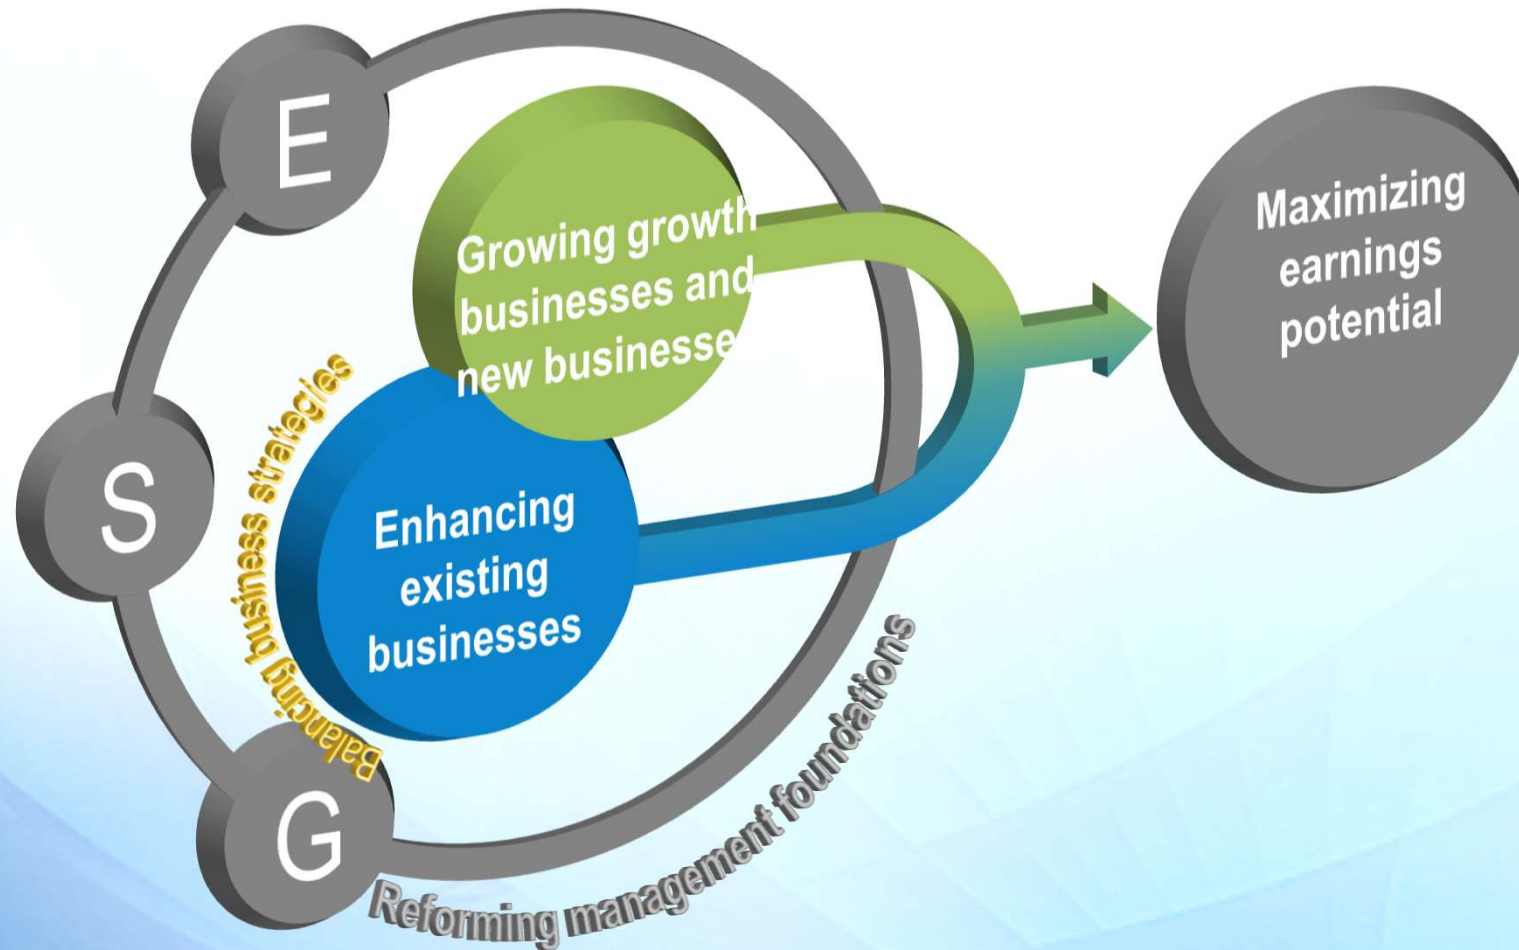 E
S
G
Growing growth
businesses and
new businesse
Balancing business strategies
Enhancing
existing
businesses
Reforming management foundations
Maximizing
earnings
potential